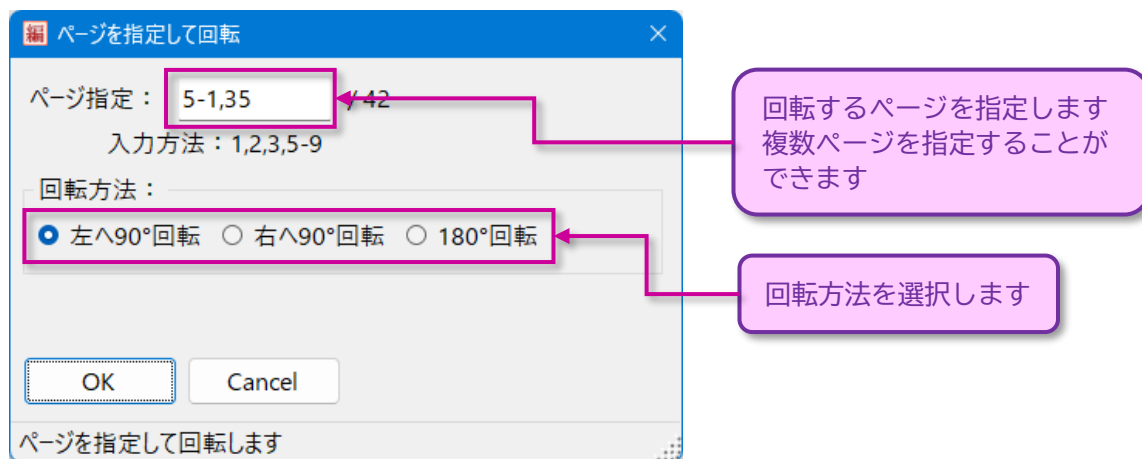 編 ページを指定して回転
ページ指定： 5-1,35 / 42
入力方法：1,2,3,5-9
回転方法：
左へ90°回転 右へ90°回転 180°回転
OK Cancel
ページを指定して回転します
回転するページを指定します
複数ページを指定することが
できます
回転方法を選択します